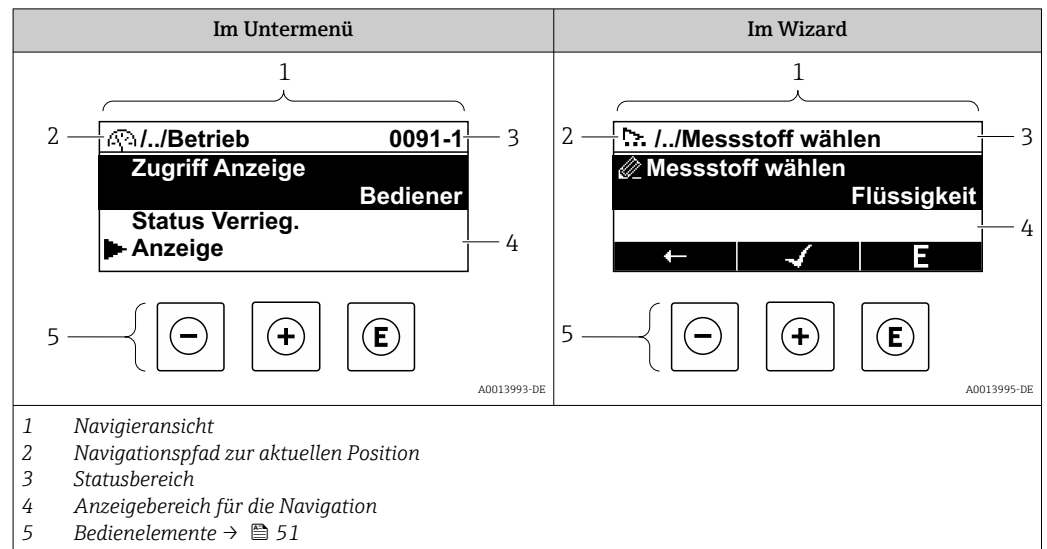 Im Untermenü
Im Wizard
1
2
/../Betrieb 0091-1
3
Zugriff Anzeige
Bediener
Status Verrieg.
Anzeige
4
5
- + E
A0013993-DE
1
2
/../Messstoff wählen
3
Messstoff wählen
Flüssigkeit
4
← ✓ E
5
- + E
A0013995-DE
1 Navigieransicht
2 Navigationspfad zur aktuellen Position
3 Statusbereich
4 Anzeigebereich für die Navigation
5 Bedienelemente → 51